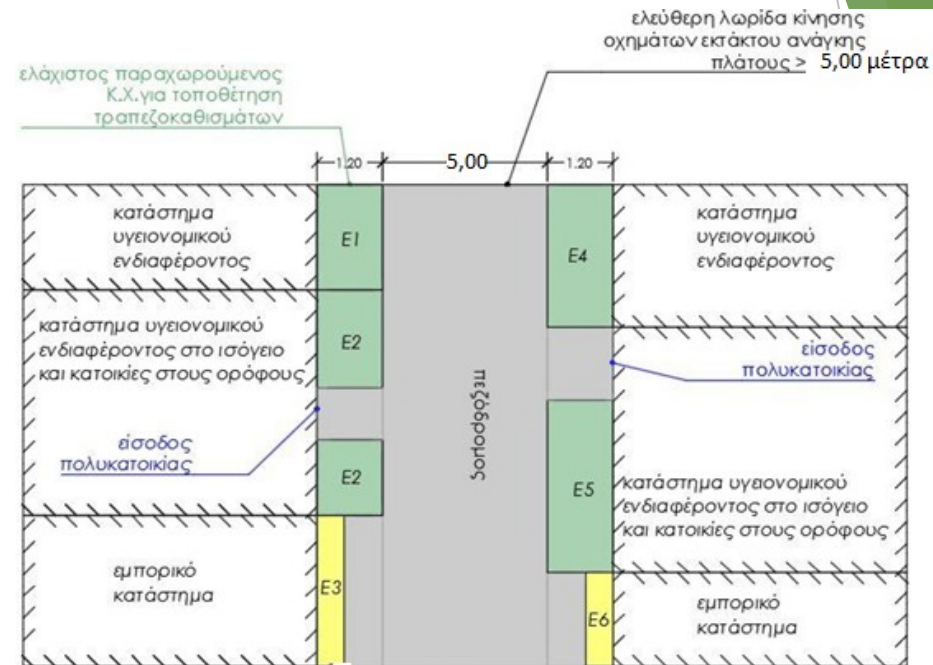 ελεύθερη λωρίδα κίνησης
οχημάτων εκτάκτου ανάγκης
πλάτους > 5,00 μέτρα
ελάχιστος παραχωρούμενος
Κ.Χ.για τοποθέτηση
τραπεζοκαθισμάτων
1.20
5,00
1.20
κατάστημα
υγειονομικού
ενδιαφέροντος
E1
E4
κατάστημα
υγειονομικού
ενδιαφέροντος
κατάστημα υγειονομικού
ενδιαφέροντος στο ισόγειο
και κατοικίες στους ορόφους
E2
είσοδος
πολυκατοικίας
πεζόδρομος
είσοδος
πολυκατοικίας
E2
E5
κατάστημα υγειονομικού
ενδιαφέροντος στο ισόγειο
και κατοικίες στους ορόφους
εμπορικό
κατάστημα
E3
E6
εμπορικό
κατάστημα